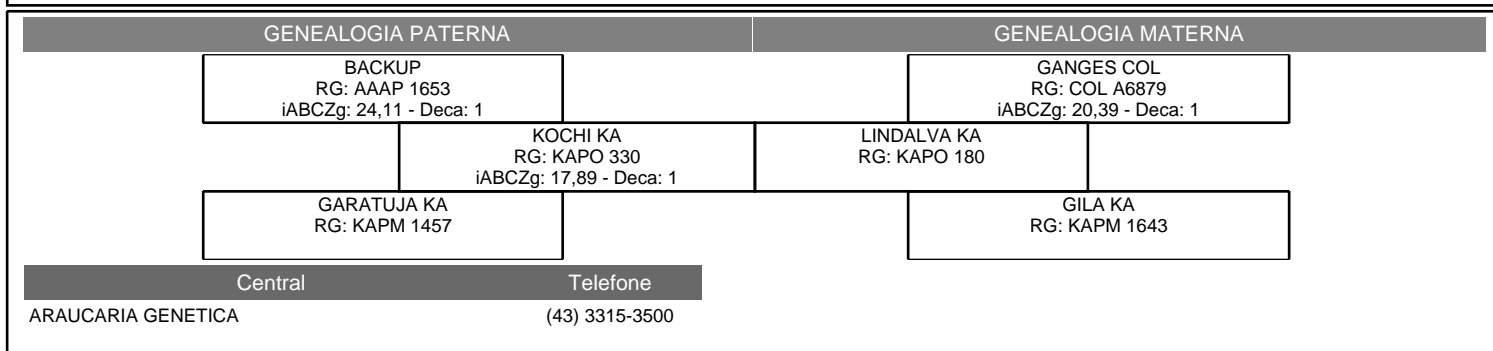 GENEALOGIA PATERNA
GENEALOGIA MATERNA
BACKUP
RG: AAAP 1653
iABCZg: 24,11 - Deca: 1
GANGES COL
RG: COL A6879
iABCZg: 20,39 - Deca: 1
KOCHI KA
RG: KAPO 330
iABCZg: 17,89 - Deca: 1
LINDALVA KA
RG: KAPO 180
GARATUJA KA
RG: KAPM 1457
GILA KA
RG: KAPM 1643
Central Telefone
ARAUCARIA GENETICA (43) 3315-3500